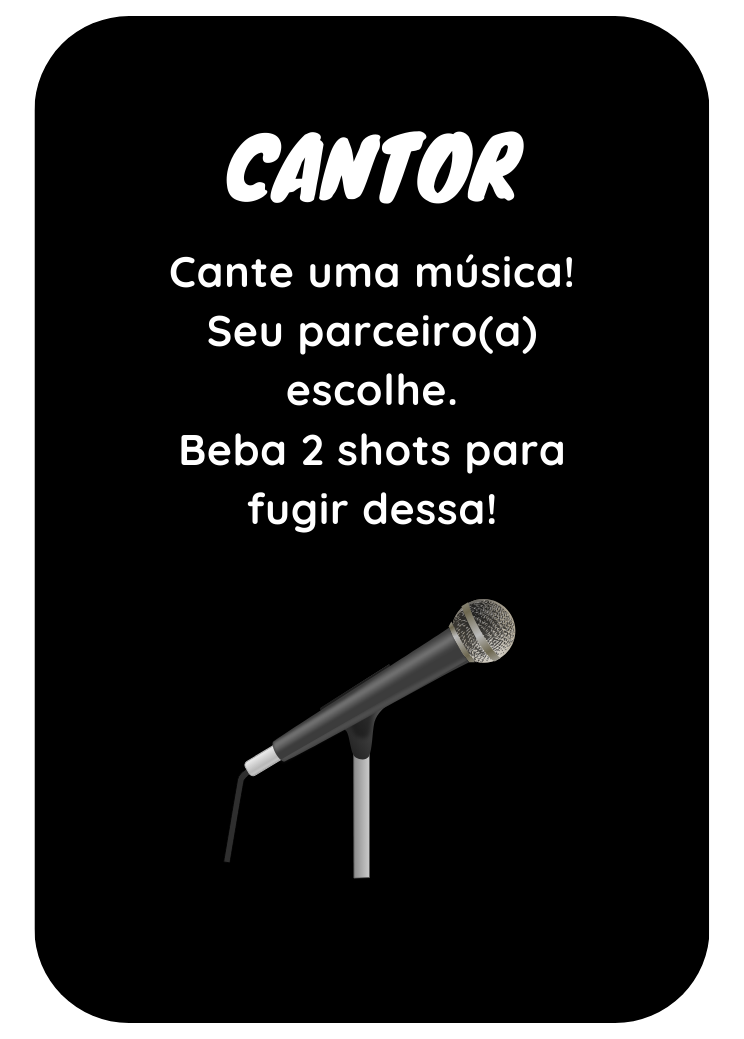 CANTOR
Cante uma música!
Seu parceiro(a)
escolhe.
Beba 2 shots para
fugir dessa!